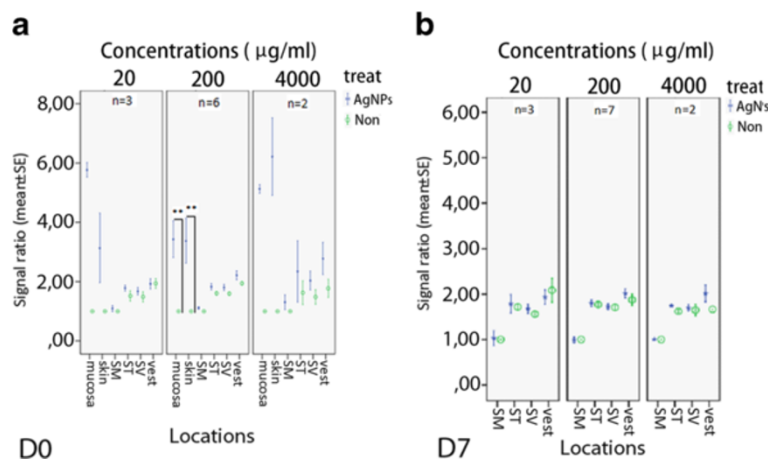 a
Concentrations ( μg/ml)
20 200 4000 treat
n=3 n=6 n=2
AgNPs
Non
8,00
6,00
4,00
2,00
,00
Signal ratio (mean±SE)
** **
mucosa skin SM ST SV vest mucosa skin SM ST SV vest mucosa skin SM ST SV vest
Locations
D0
b
Concentrations ( μg/ml)
20 200 4000 treat
n=3 n=7 n=2
AgN's
Non
6,00
5,00
4,00
3,00
2,00
1,00
,00
Signal ratio (mean±SE)
SM ST SV vest SM ST SV vest SM ST SV vest
Locations
D7